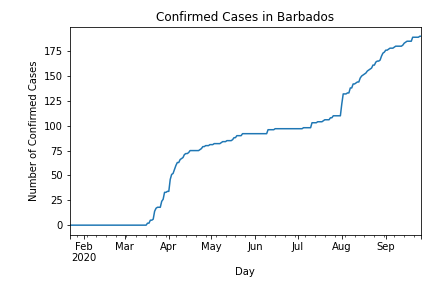 Confirmed Cases in Barbados
Number of Confirmed Cases
175
150
125
100
75
50
25
0
Feb Mar Apr May Jun Jul Aug Sep
2020
Day